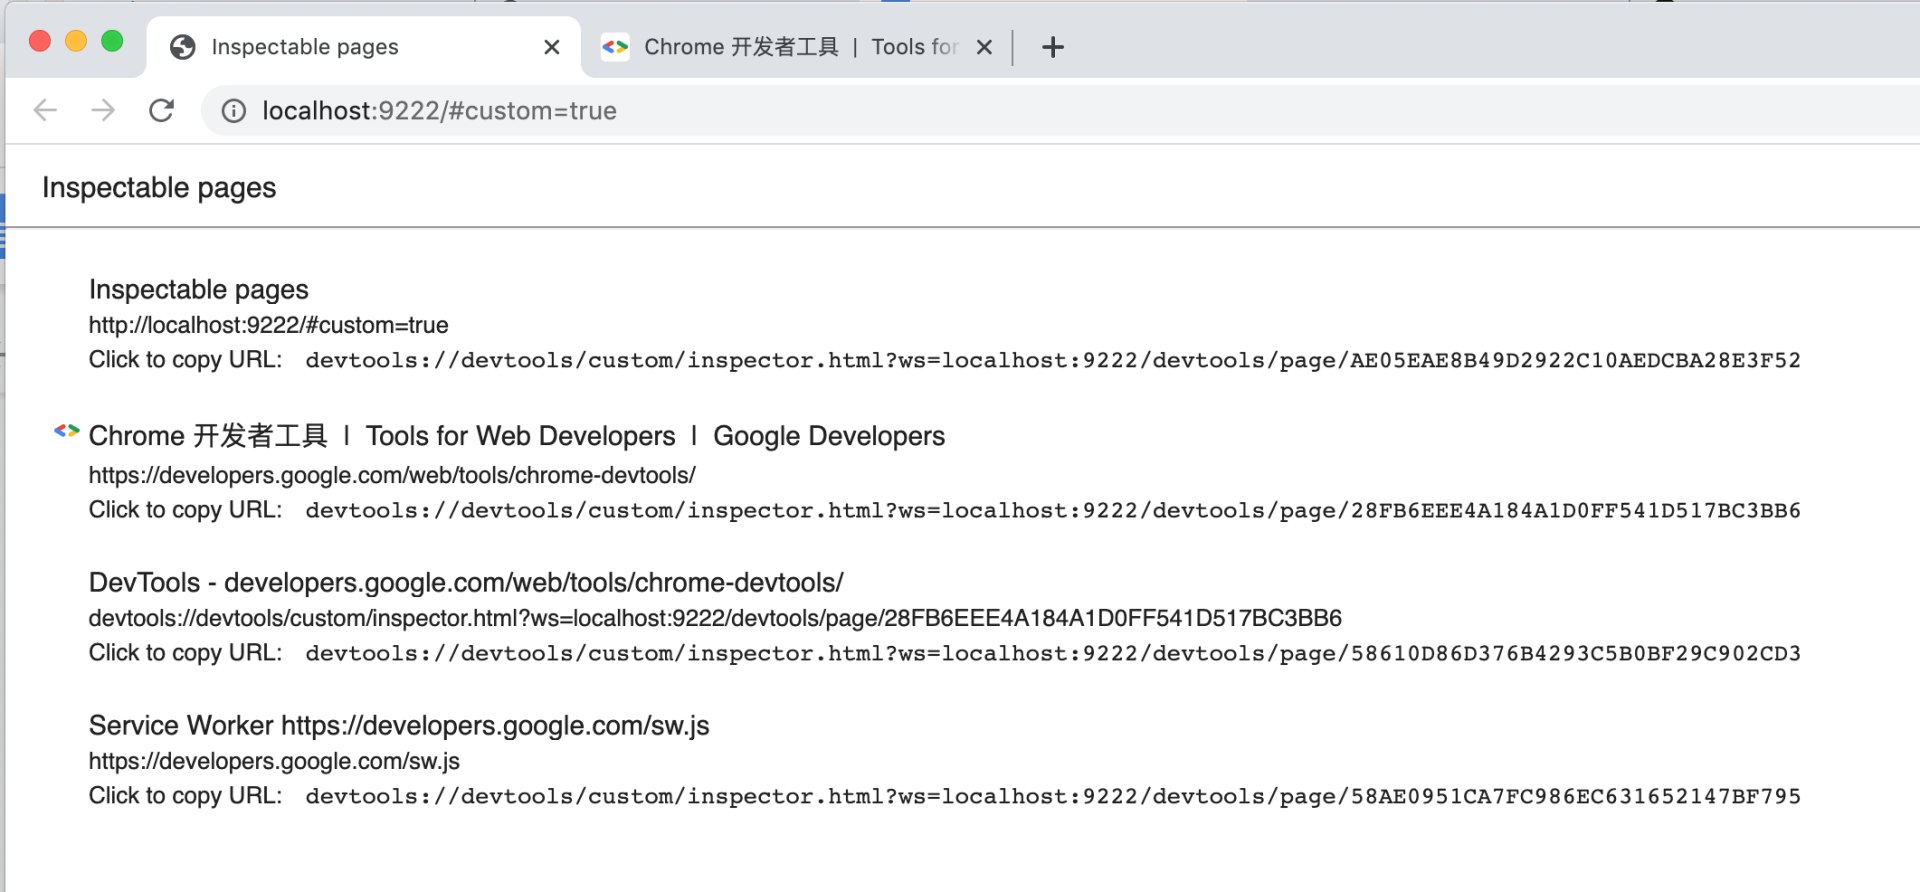 Inspectable pages
Chrome 开发者工具 | Tools for
localhost:9222/#custom=true
Inspectable pages
Inspectable pages
http://localhost:9222/#custom=true
Click to copy URL: devtools://devtools/custom/inspector.html?ws=localhost:9222/devtools/page/AE05EAE8B49D2922C10AEDCBA28E3F52
Chrome 开发者工具 | Tools for Web Developers | Google Developers
https://developers.google.com/web/tools/chrome-devtools/
Click to copy URL: devtools://devtools/custom/inspector.html?ws=localhost:9222/devtools/page/28FB6EEE4A184A1D0FF541D517BC3BB6
DevTools - developers.google.com/web/tools/chrome-devtools/
devtools://devtools/custom/inspector.html?ws=localhost:9222/devtools/page/28FB6EEE4A184A1D0FF541D517BC3BB6
Click to copy URL: devtools://devtools/custom/inspector.html?ws=localhost:9222/devtools/page/58610D86D376B4293C5B0BF29C902CD3
Service Worker https://developers.google.com/sw.js
https://developers.google.com/sw.js
Click to copy URL: devtools://devtools/custom/inspector.html?ws=localhost:9222/devtools/page/58AE0951CA7FC986EC631652147BF795